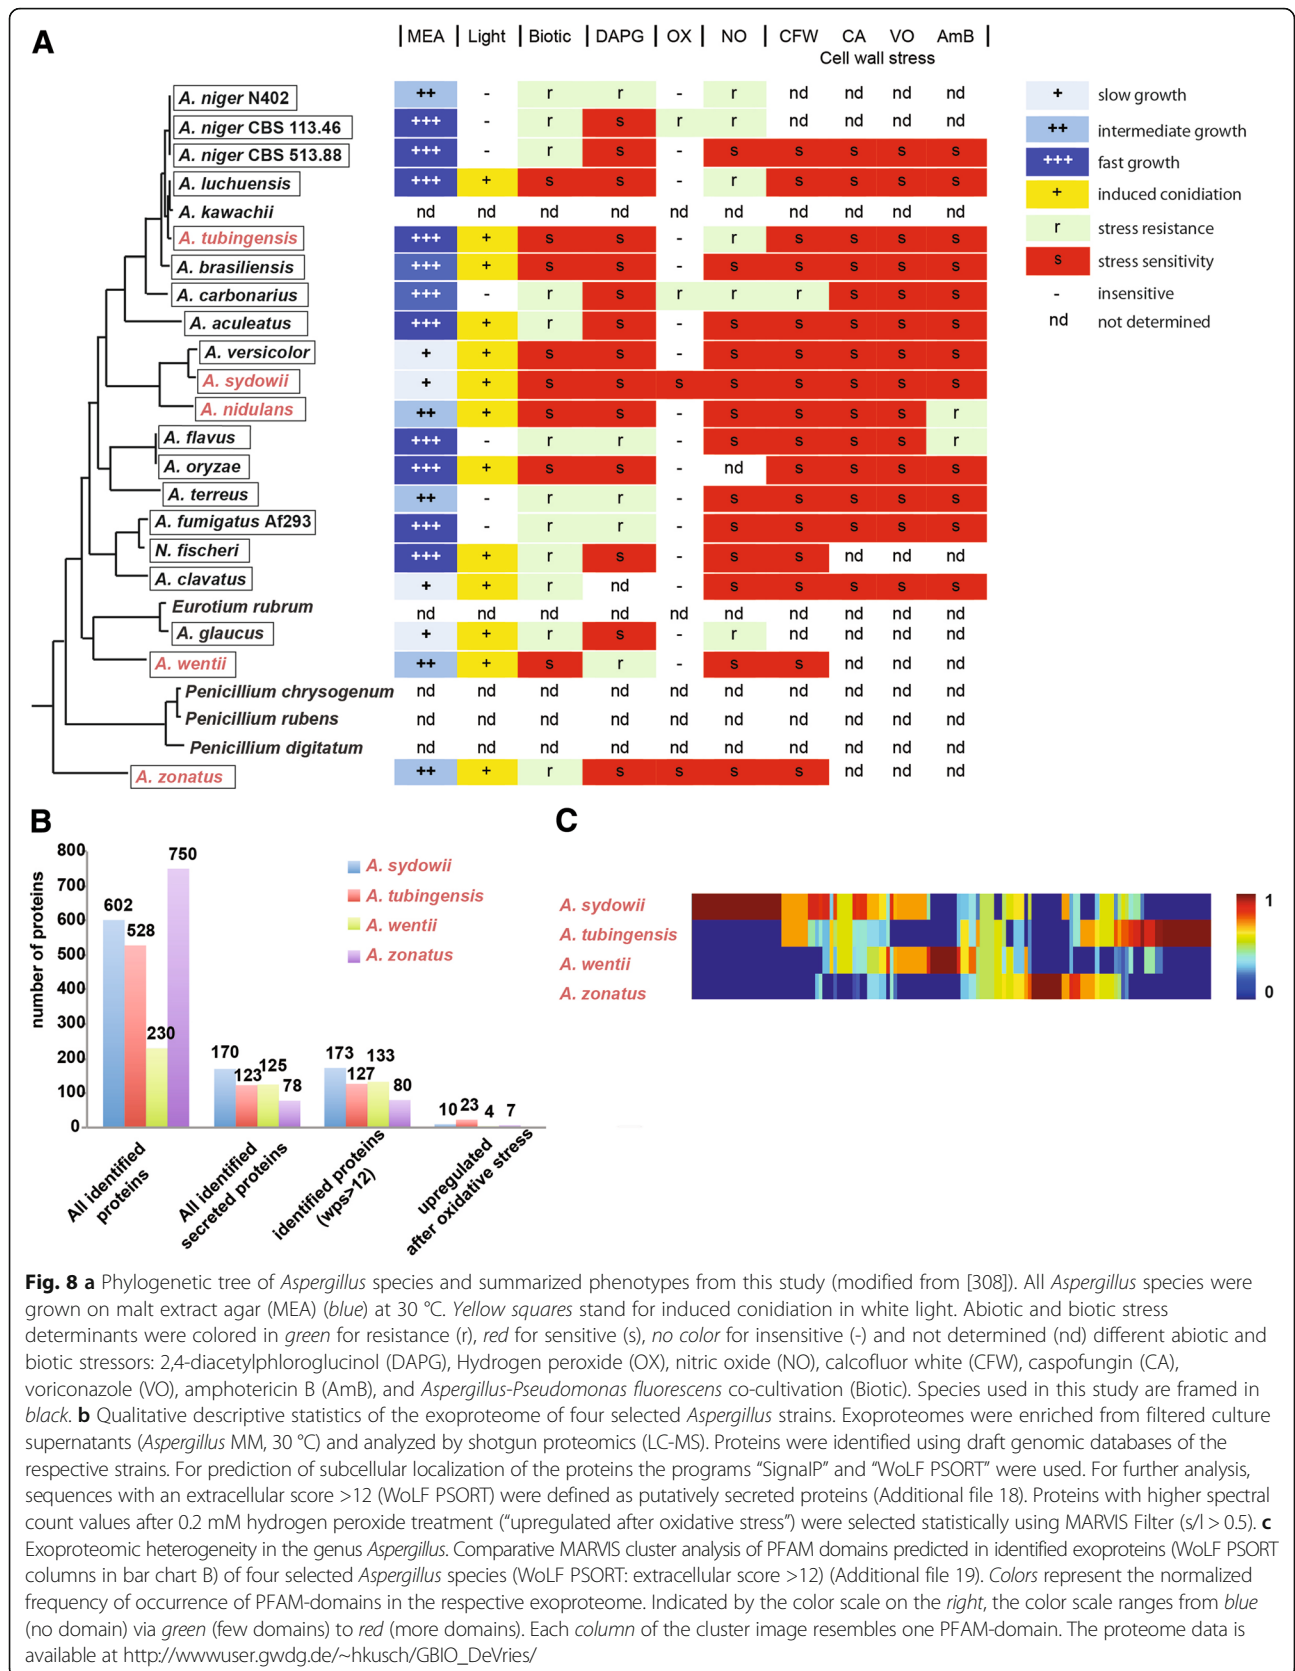 A
| MEA | Light | Biotic | DAPG | OX | NO | CFW CA VO AmB |
Cell wall stress
A. niger N402 ++ - r r - r nd nd nd nd
A. niger CBS 113.46 +++ - r s r r nd nd nd nd
A. niger CBS 513.88 +++ - r s - s s s s s
A. luchuensis +++ + s s - r s s s s
A. kawachii nd nd nd nd nd nd nd nd nd nd
A. tubingensis +++ + s s - r s s s s
A. brasiliensis +++ + s s - s s s s s
A. carbonarius +++ - r s r r r s s s
A. aculeatus +++ + r s - s s s s s
A. versicolor + + s s - s s s s s
A. sydowii + + s s s s s s s s
A. nidulans ++ + s s - s s s s r
A. flavus +++ - r r - s s s s r
A. oryzae +++ + s s - nd s s s s
A. terreus ++ - r r - s s s s s
A. fumigatus Af293 +++ - r r - s s s s s
N. fischeri +++ + r s - s s nd nd nd
A. clavatus + + r nd - s s s s s
Eurotium rubrum nd nd nd nd nd nd nd nd nd nd
A. glaucus + + r s - r nd nd nd nd
A. wentii ++ + s r - s s nd nd nd
Penicillium chrysogenum nd nd nd nd nd nd nd nd nd nd
Penicillium rubens nd nd nd nd nd nd nd nd nd nd
Penicillium digitatum nd nd nd nd nd nd nd nd nd nd
A. zonatus ++ + r s s s s nd nd nd
+ slow growth
++ intermediate growth
+++ fast growth
+ induced conidiation
r stress resistance
s stress sensitivity
- insensitive
nd not determined
B
number of proteins
800
700
600
500
400
300
200
100
0
602 528 230 750
170 123 125 78
173 127 133 80
10 23 4 7
A. sydowii
A. tubingensis
A. wentii
A. zonatus
All identified
proteins
All identified
secreted proteins
identified proteins
(wps>12)
upregulated
after oxidative stress
C
A. sydowii
A. tubingensis
A. wentii
A. zonatus
1
0
Fig. 8 a Phylogenetic tree of Aspergillus species and summarized phenotypes from this study (modified from [308]). All Aspergillus species were
grown on malt extract agar (MEA) (blue) at 30 °C. Yellow squares stand for induced conidiation in white light. Abiotic and biotic stress
determinants were colored in green for resistance (r), red for sensitive (s), no color for insensitive (-) and not determined (nd) different abiotic and
biotic stressors: 2,4-diacetylphloroglucinol (DAPG), Hydrogen peroxide (OX), nitric oxide (NO), calcofluor white (CFW), caspofungin (CA),
voriconazole (VO), amphotericin B (AmB), and Aspergillus-Pseudomonas fluorescens co-cultivation (Biotic). Species used in this study are framed in
black. b Qualitative descriptive statistics of the exoproteome of four selected Aspergillus strains. Exoproteomes were enriched from filtered culture
supernatants (Aspergillus MM, 30 °C) and analyzed by shotgun proteomics (LC-MS). Proteins were identified using draft genomic databases of the
respective strains. For prediction of subcellular localization of the proteins the programs “SignalP” and “WoLF PSORT” were used. For further analysis,
sequences with an extracellular score >12 (WoLF PSORT) were defined as putatively secreted proteins (Additional file 18). Proteins with higher spectral
count values after 0.2 mM hydrogen peroxide treatment (“upregulated after oxidative stress”) were selected statistically using MARVIS Filter (s/l > 0.5). c
Exoproteomic heterogeneity in the genus Aspergillus. Comparative MARVIS cluster analysis of PFAM domains predicted in identified exoproteins (WoLF PSORT
columns in bar chart B) of four selected Aspergillus species (WoLF PSORT: extracellular score >12) (Additional file 19). Colors represent the normalized
frequency of occurrence of PFAM-domains in the respective exoproteome. Indicated by the color scale on the right, the color scale ranges from blue
(no domain) via green (few domains) to red (more domains). Each column of the cluster image resembles one PFAM-domain. The proteome data is
available at http://wwwuser.gwdg.de/~hkusch/GBIO_DeVries/